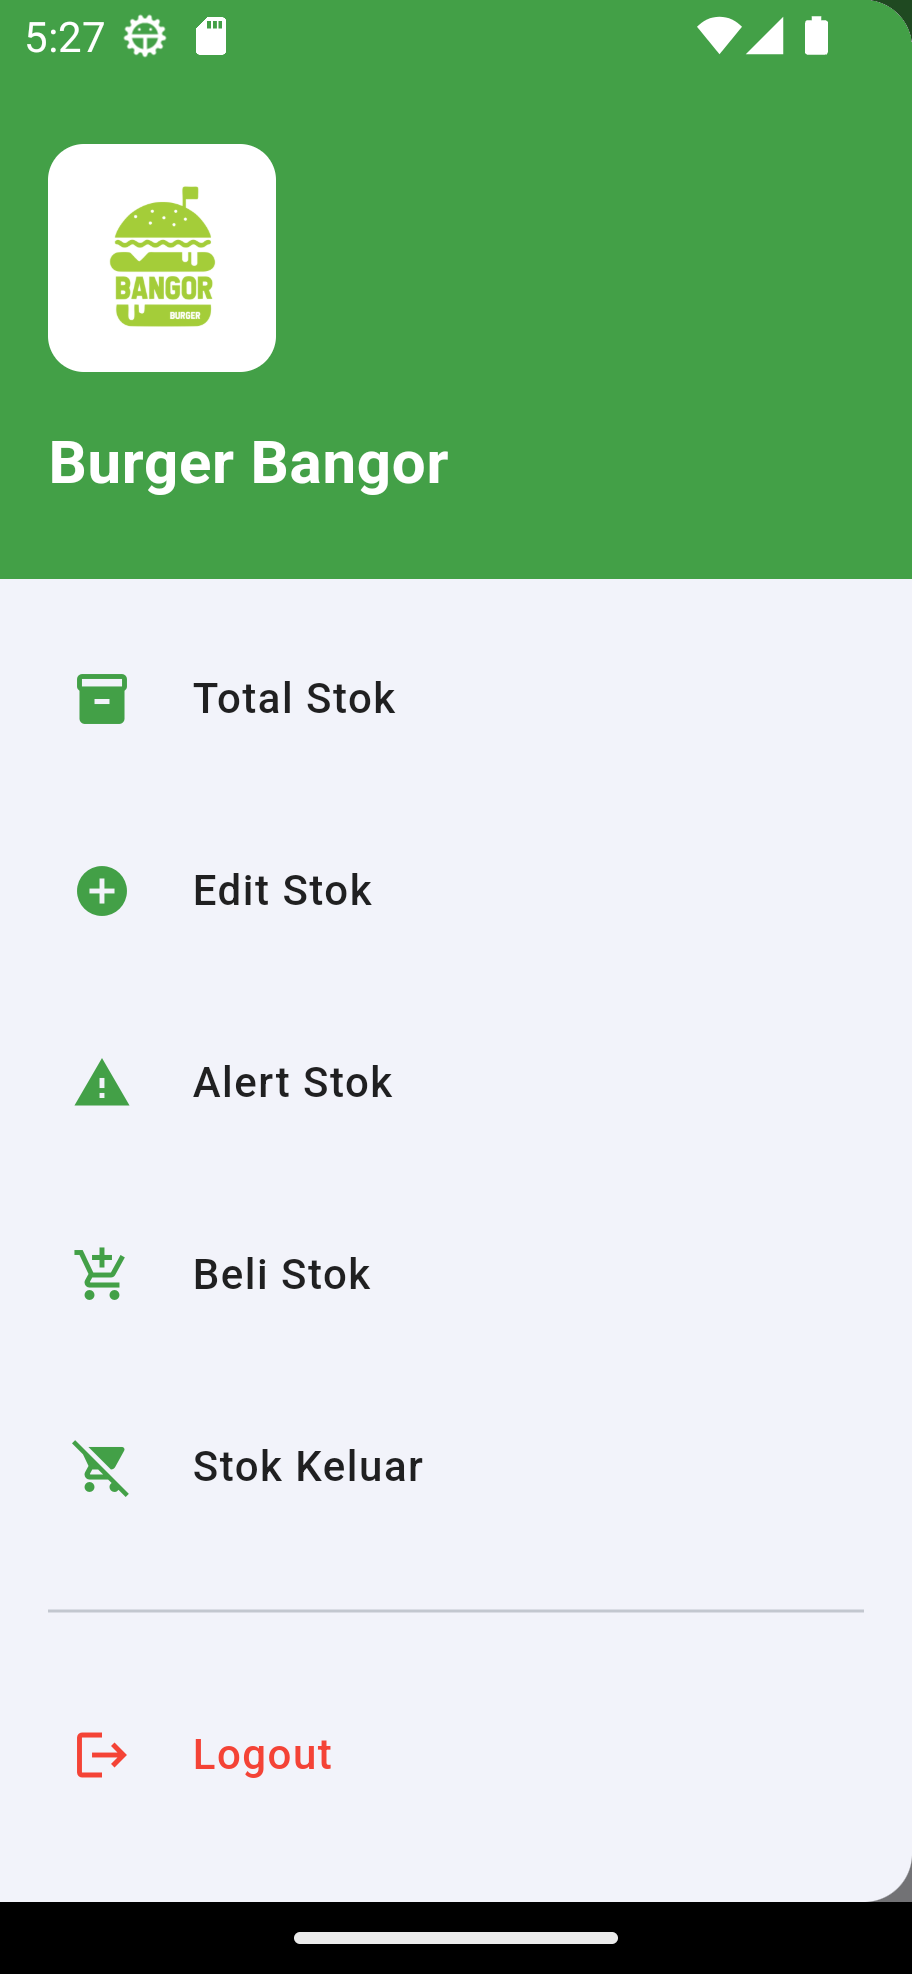 5:27
BANGOR
BURGER
Burger Bangor
Total Stok
Edit Stok
Alert Stok
Beli Stok
Stok Keluar
Logout